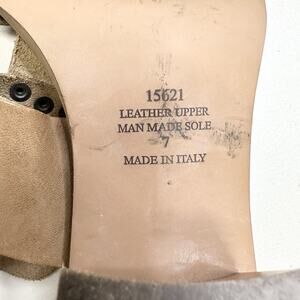 15621
LEATHER UPPER
MAN MADE SOLE
7
MADE IN ITALY